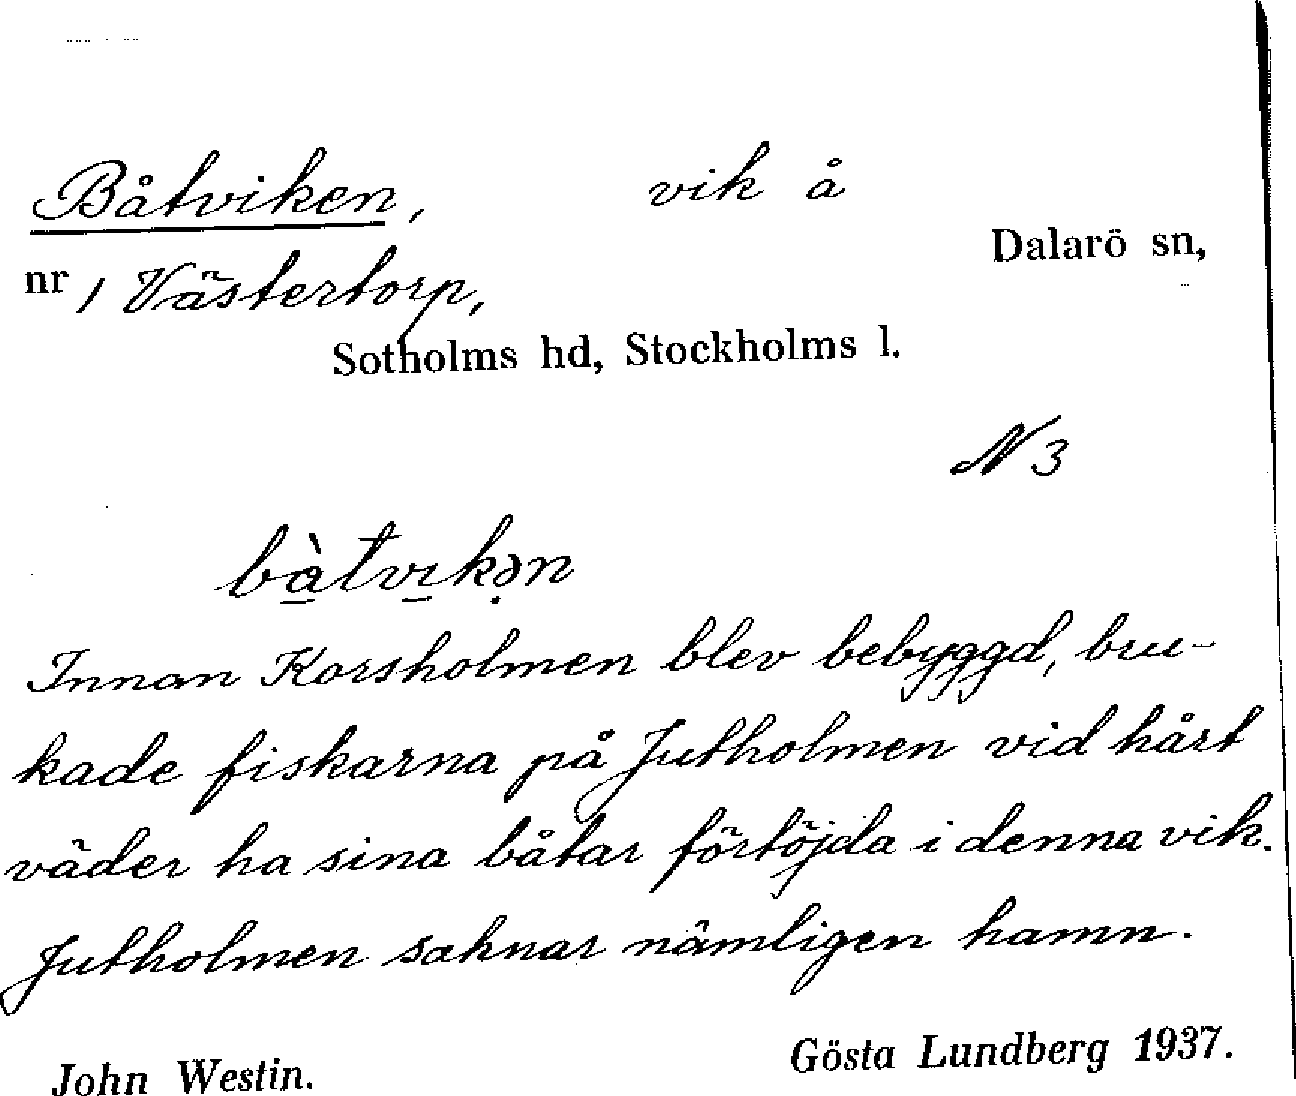 Båtviken, vik å
Dalarö sn,
nr 1 Västertorp,
Sotholms hd, Stockholms l.
N 3
bàtvıkən
Innan Korsholmen blev bebyggd, bru-
kade fiskarna på Jutholmen vid hårt
väder ha sina båtar förtöjda i denna vik.
Jutholmen saknar nämligen hamn.
John Westin. Gösta Lundberg 1937.